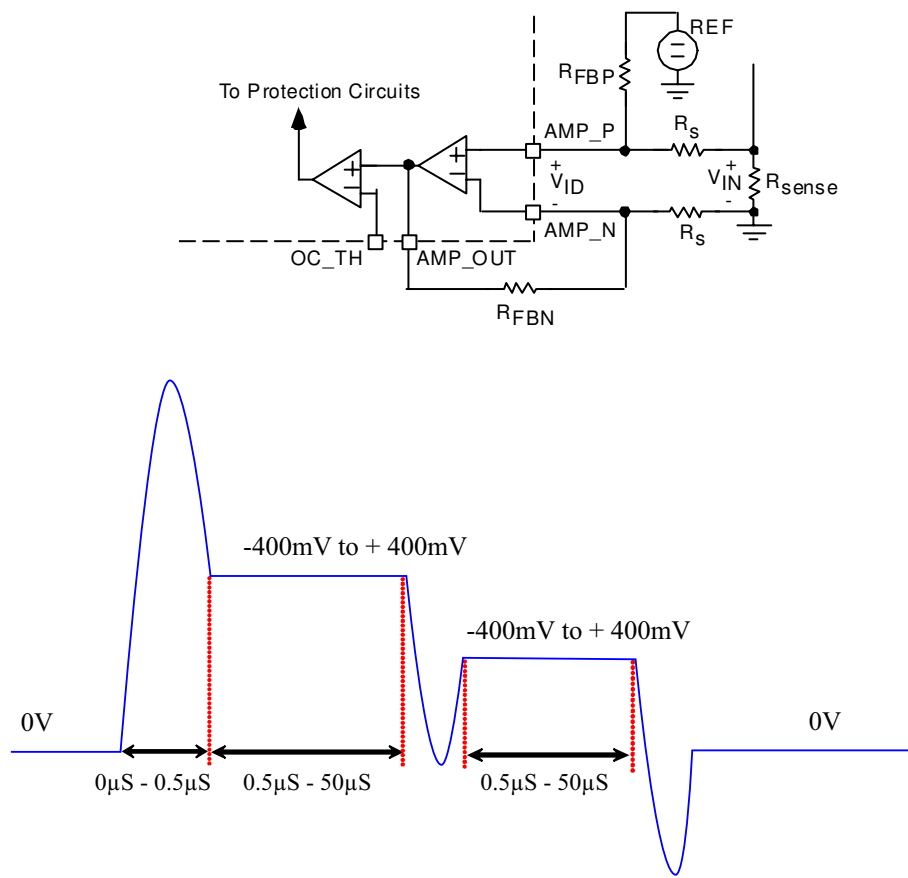 REF
RFBP
To Protection Circuits
AMP_P
Rs
+
VID
-
+
VIN
-
Rsense
+
-
+
-
AMP_N
Rs
OC_TH
AMP_OUT
RFBN
-400mV to + 400mV
-400mV to + 400mV
0V
0V
0µS - 0.5µS
0.5µS - 50µS
0.5µS - 50µS